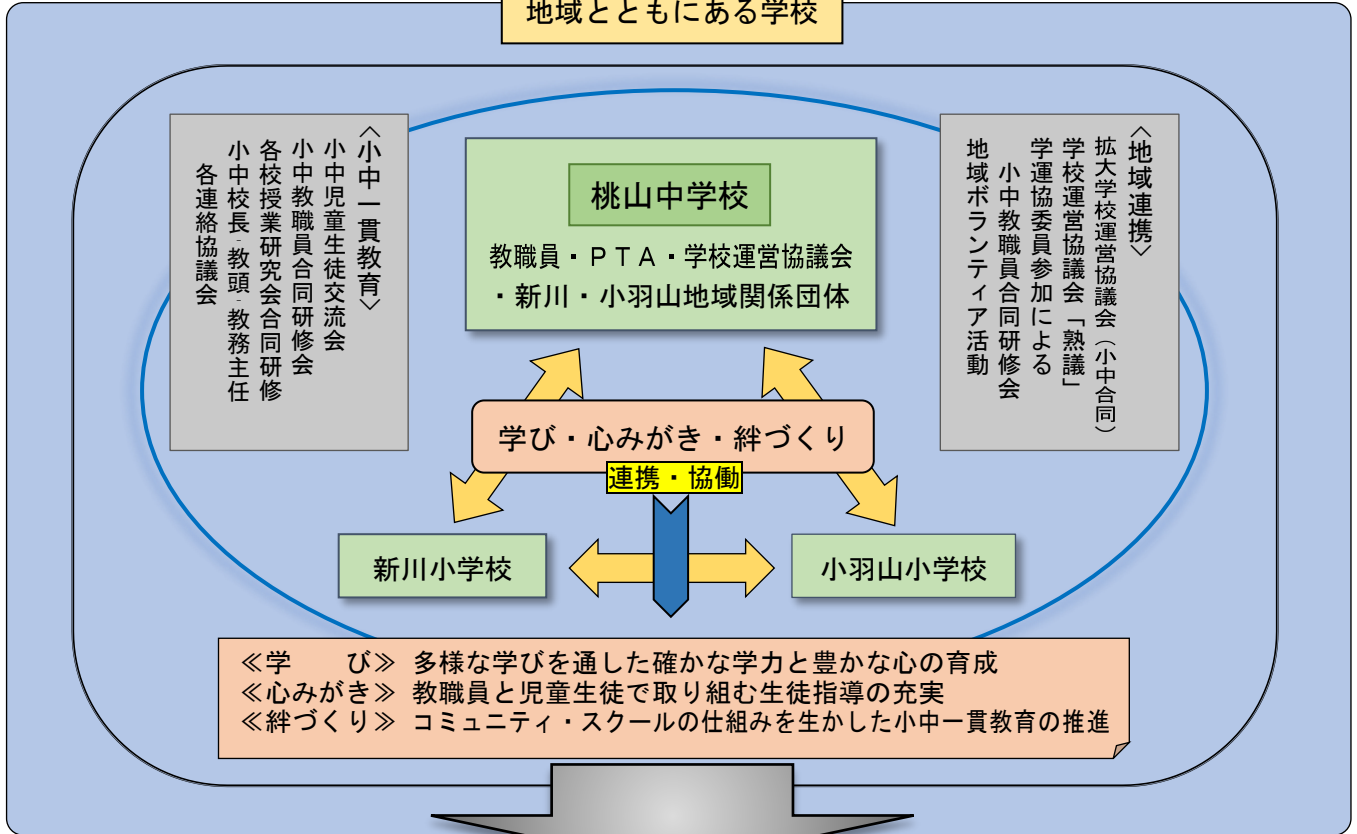 地域とともにある学校
〈小中一貫教育〉
小中児童生徒交流会
小中教職員合同研修会
各校授業研究会合同研修
小中校長・教頭・教務主任
各連絡協議会
桃山中学校
教職員・ＰＴＡ・学校運営協議会
・新川・小羽山地域関係団体
〈地域連携〉
拡大学校運営協議会（小中合同）
学校運営協議会「熟議」
学運協委員参加による
小中教職員合同研修会
地域ボランティア活動
学び・心みがき・絆づくり
連携・協働
新川小学校
小羽山小学校
≪学　　び≫ 多様な学びを通した確かな学力と豊かな心の育成
≪心みがき≫ 教職員と児童生徒で取り組む生徒指導の充実
≪絆づくり≫ コミュニティ・スクールの仕組みを生かした小中一貫教育の推進